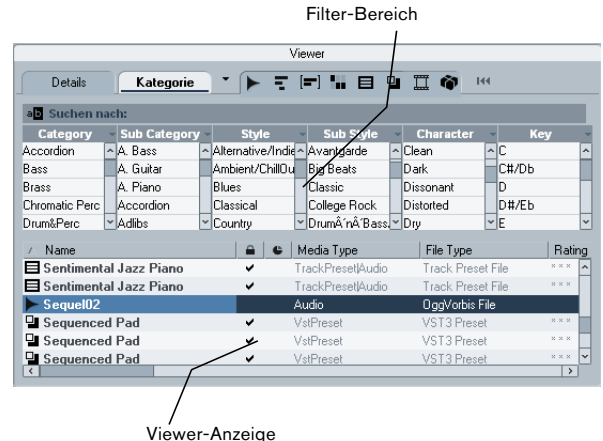 Filter-Bereich
Viewer
Details Kategorie
ab Suchen nach:
Category Sub Category Style Sub Style Character Key
Accordion A. Bass Alternative/Indie Avantgarde Clean C
Bass A. Guitar Ambient/ChillOu Big Beats Dark C#/Db
Brass A. Piano Blues Classic Dissonant D
Chromatic Perc Accordion Classical College Rock Distorted D#/Eb
Drum&Perc Adlibs Country DrumÂ´nÂ´Bass. Dry E
/ Name Media Type File Type Rating
Sentimental Jazz Piano TrackPreset|Audio Track Preset File
Sentimental Jazz Piano TrackPreset|Audio Track Preset File
Sequel02 Audio OggVorbis File
Sequenced Pad VstPreset VST3 Preset
Sequenced Pad VstPreset VST3 Preset
Sequenced Pad VstPreset VST3 Preset
Viewer-Anzeige